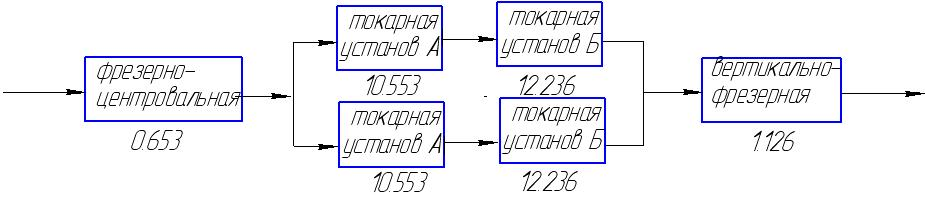 фрезерно-
центровальная
0.653
токарная
установ А
10.553
токарная
установ Б
12.236
токарная
установ А
10.553
токарная
установ Б
12.236
вертикально-
фрезерная
1.126